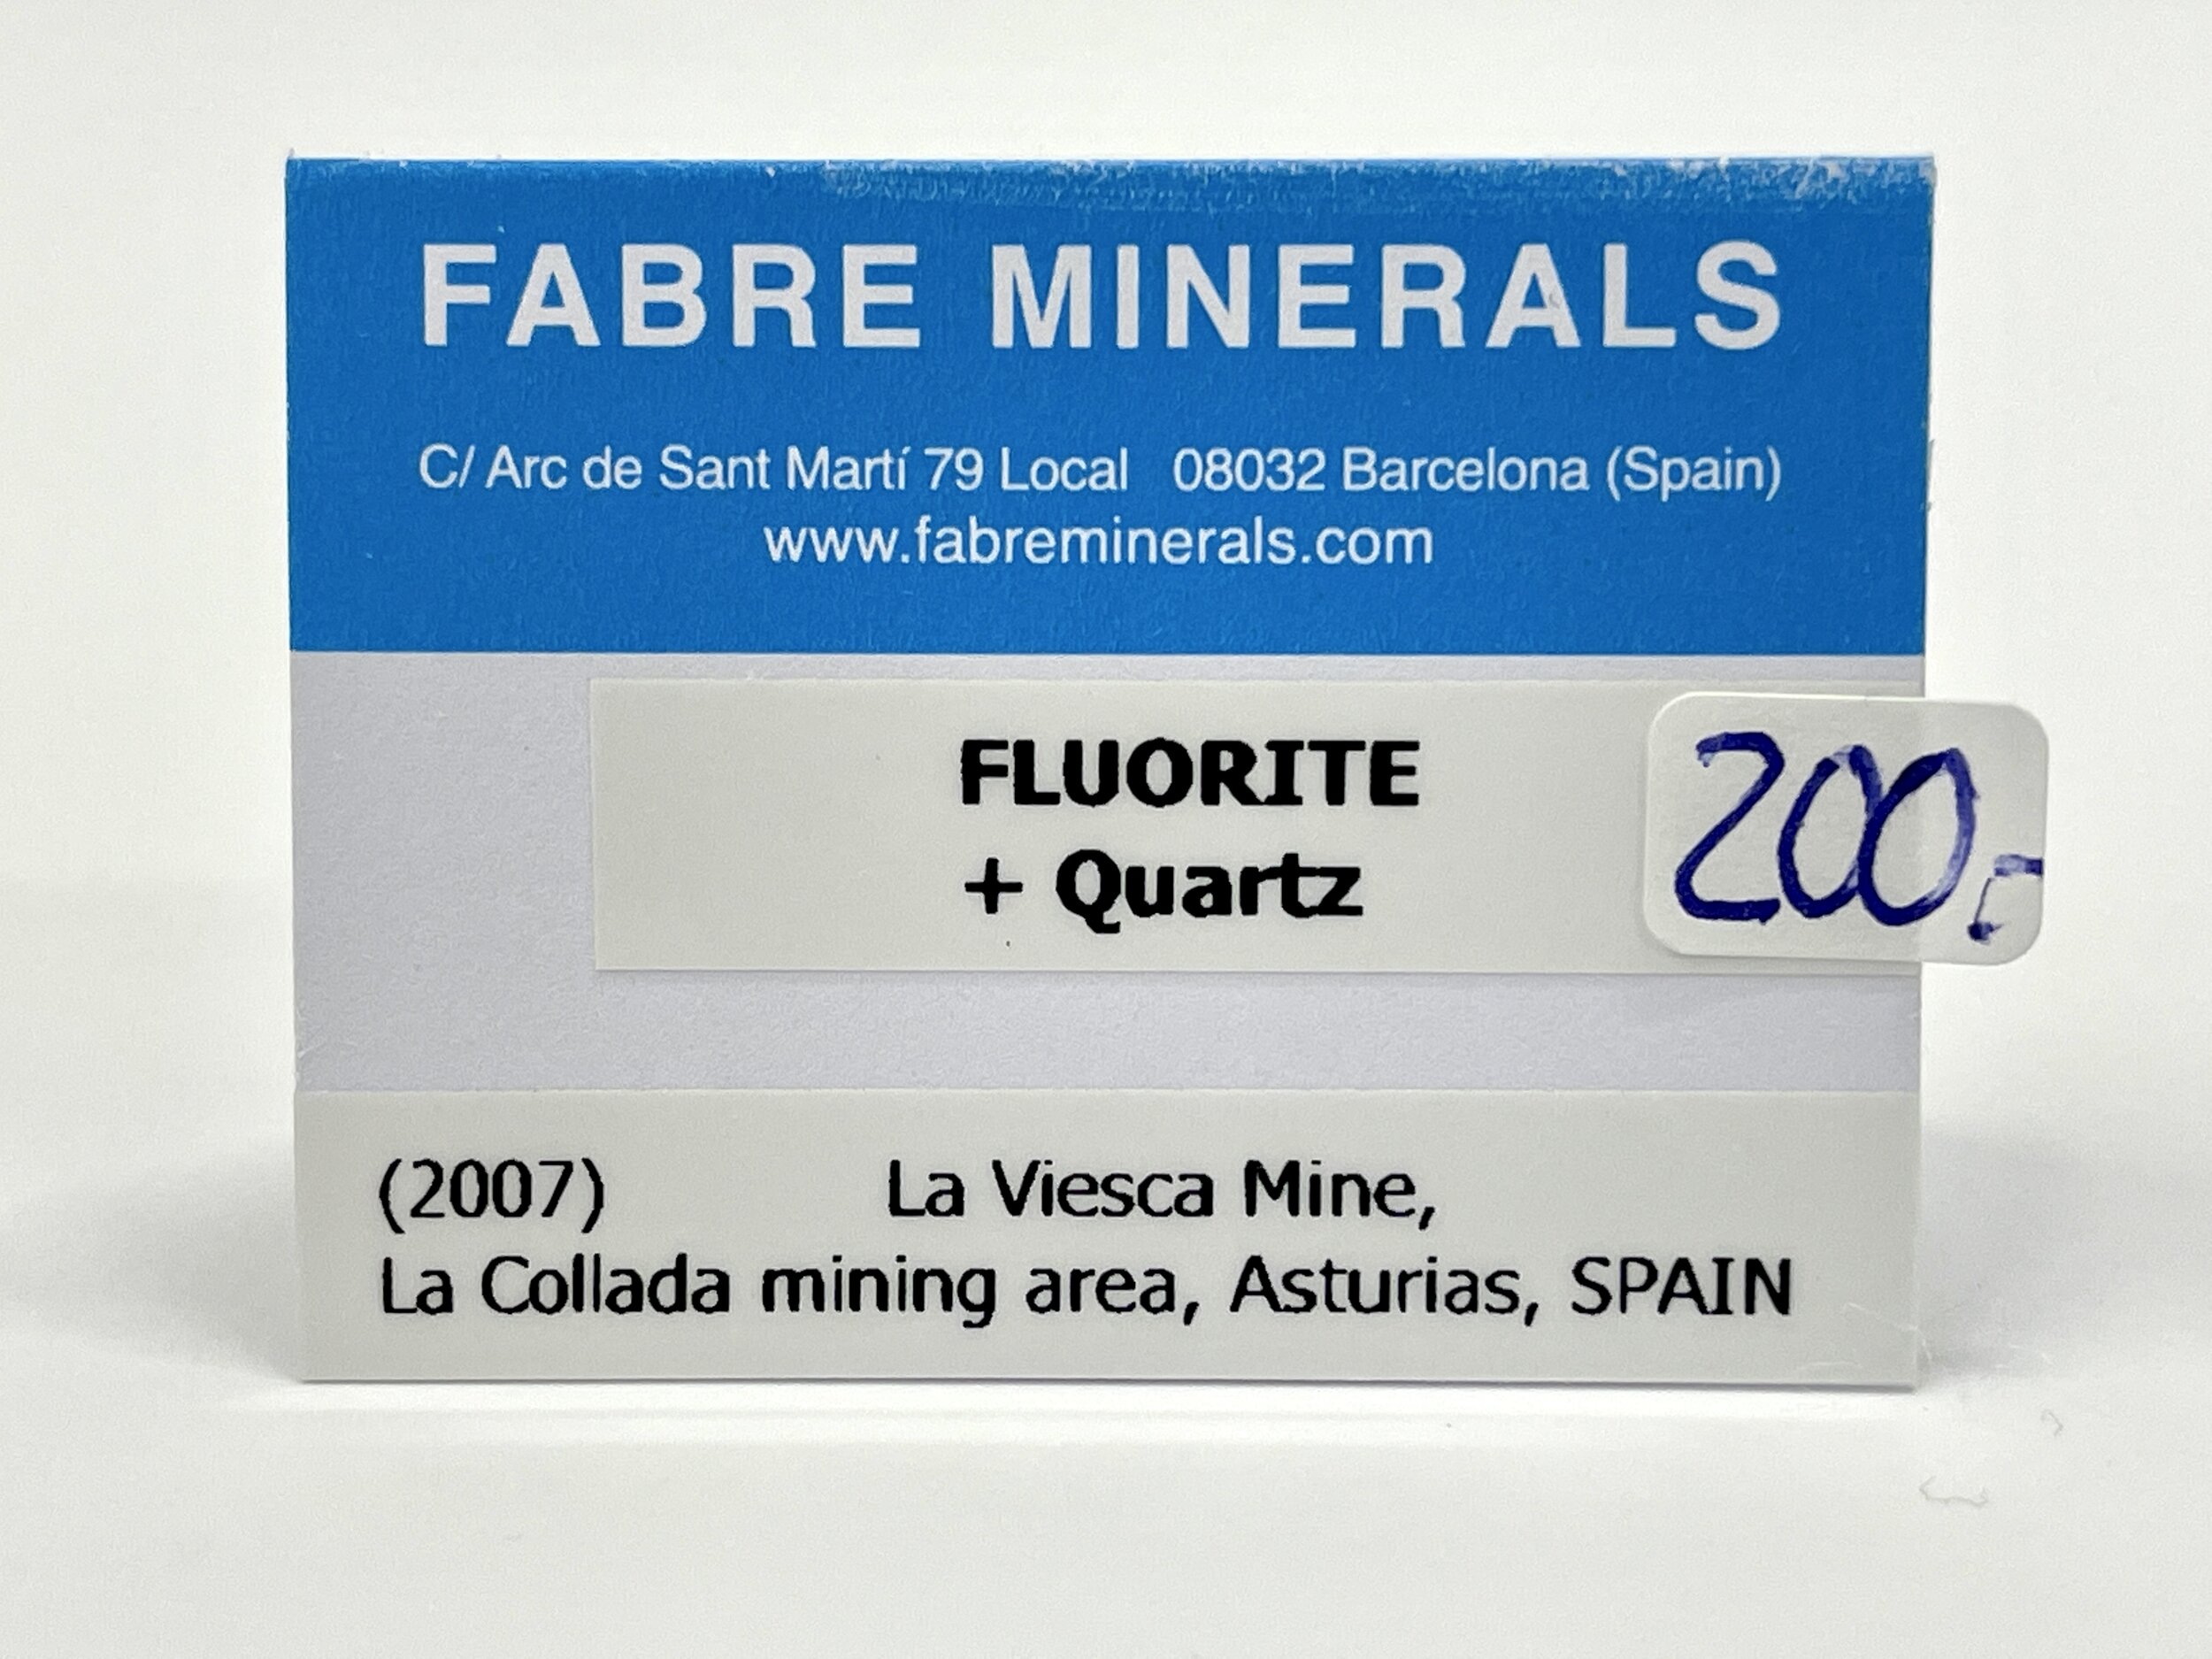 FABRE MINERALS
C/ Arc de Sant Martí 79 Local 08032 Barcelona (Spain)
www.fabreminerals.com
FLUORITE
+ Quartz
200.-
(2007) La Viesca Mine,
La Collada mining area, Asturias, SPAIN